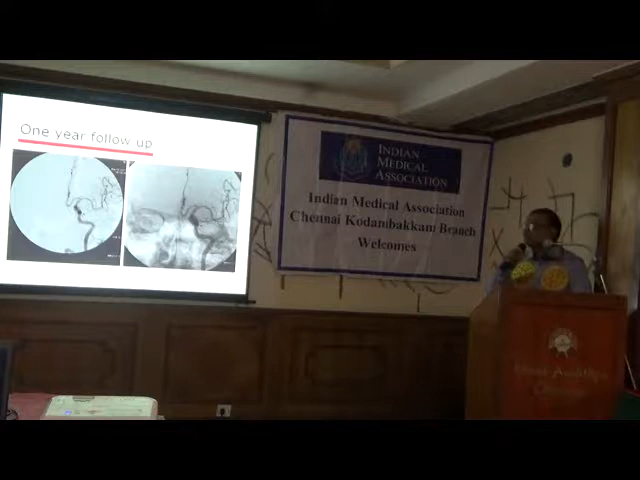 One year follow up
INDIAN
MEDICAL
ASSOCIATION
Indian Medical Association
Chennai Kodambakkam Branch
Welcomes